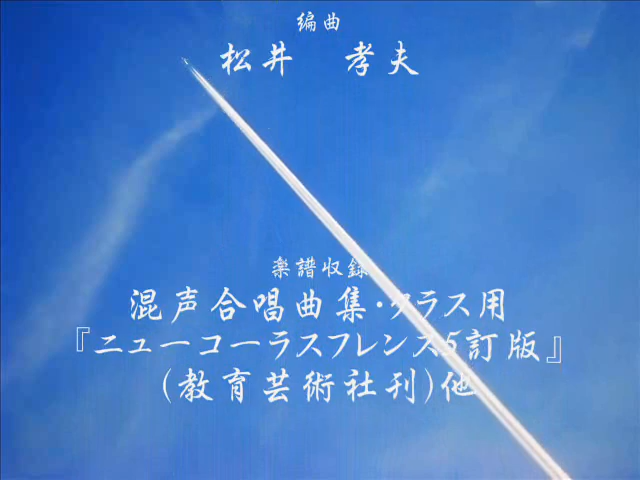 編曲
松井　孝夫
楽譜収録
混声合唱曲集・クラス用
『ニューコーラスフレンズ5訂版』
(教育芸術社刊)他